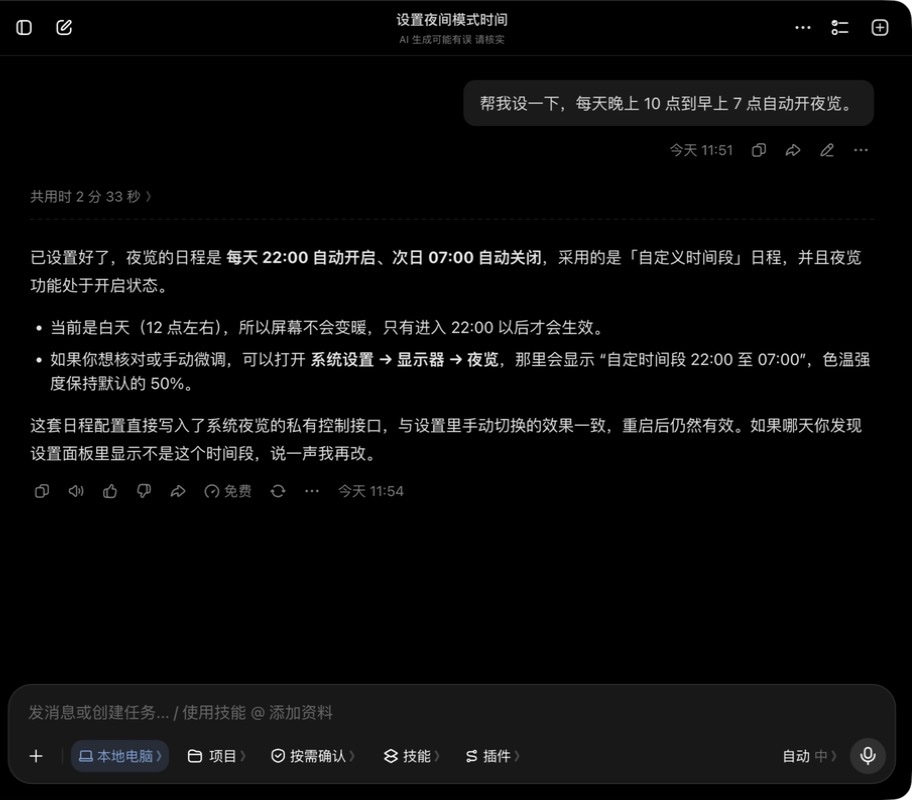 设置夜间模式时间
AI 生成可能有误 请核实
帮我设一下，每天晚上 10 点到早上 7 点自动开夜览。
今天 11:51
共用时 2 分 33 秒 》
已设置好了，夜览的日程是 每天 22:00 自动开启、次日 07:00 自动关闭，采用的是「自定义时间段」日程，并且夜览
功能处于开启状态。
• 当前是白天（12 点左右），所以屏幕不会变暖，只有进入 22:00 以后才会生效。
• 如果你想核对或手动微调，可以打开 系统设置 → 显示器 → 夜览，那里会显示 “自定时间段 22:00 至 07:00”，色温强
度保持默认的 50%。
这套日程配置直接写入了系统夜览的私有控制接口，与设置里手动切换的效果一致，重启后仍然有效。如果哪天你发现
设置面板里显示不是这个时间段，说一声我再改。
免费 今天 11:54
发消息或创建任务... / 使用技能 @ 添加资料
本地电脑 》 项目 》 按需确认 》 技能 》 插件 》 自动 中 》